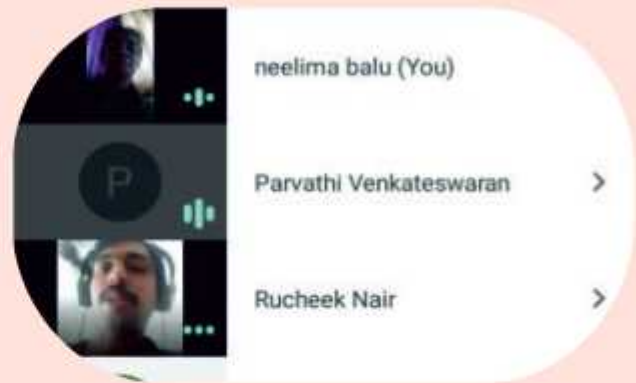 neelima balu (You)
P
Parvathi Venkateswaran
Rucheek Nair